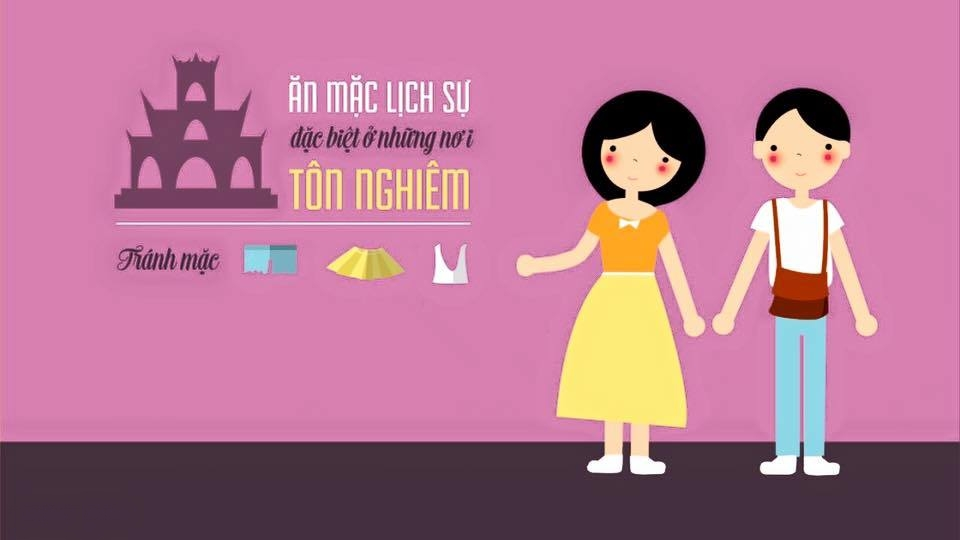 ĂN MẶC LỊCH SỰ
đặc biệt ở những nơi
TÔN NGHIÊM
Tránh mặc